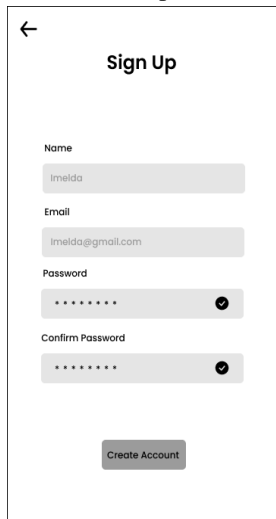 Sign Up
Name
Imelda
Email
Imelda@gmail.com
Password
* * * * * * * *
Confirm Password
* * * * * * * *
Create Account